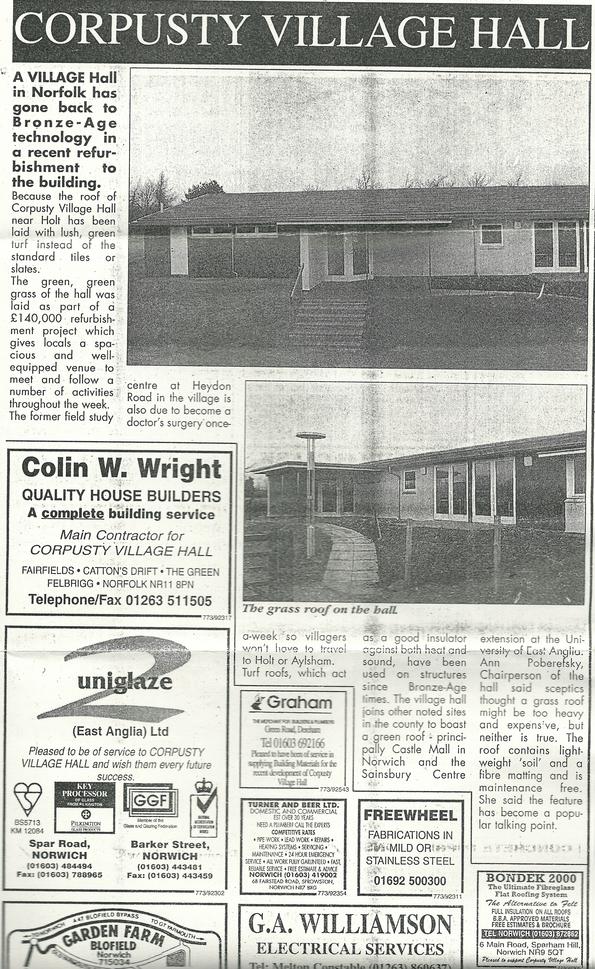 CORPUSTY VILLAGE HALL
A VILLAGE Hall
in Norfolk has
gone back to
Bronze-Age
technology in
a recent refur-
bishment to
the building.
Because the roof of
Corpusty Village Hall
near Holt has been
laid with lush, green
turf instead of the
standard tiles or
slates.
The green, green
grass of the hall was
laid as part of a
£140,000 refurbish-
ment project which
gives locals a spa-
cious and well-
equipped venue to
meet and follow a
number of activities
throughout the week.
The former field study
centre at Heydon
Road in the village is
also due to become a
doctor's surgery once-
The grass roof on the hall.
a-week so villagers
won't have to travel
to Holt or Aylsham.
Turf roofs, which act
as a good insulator
against both heat and
sound, have been
used on structures
since Bronze-Age
times. The village hall
joins other noted sites
in the county to boast
a green roof - princi-
pally Castle Mall in
Norwich and the
Sainsbury Centre
extension at the Uni-
versity of East Anglia.
Ann Poberefsky,
Chairperson of the
hall said sceptics
thought a grass roof
might be too heavy
and expensive, but
neither is true. The
roof contains light-
weight 'soil' and a
fibre matting and is
maintenance free.
She said the feature
has become a popu-
lar talking point.
Colin W. Wright
QUALITY HOUSE BUILDERS
A complete building service
Main Contractor for
CORPUSTY VILLAGE HALL
FAIRFIELDS • CATTON'S DRIFT • THE GREEN
FELBRIGG • NORFOLK NR11 8PN
Telephone/Fax 01263 511505
773/92317
2
uniglaze
(East Anglia) Ltd
Pleased to be of service to CORPUSTY
VILLAGE HALL and wish them every future
success.
BS5713
KM 12084
KEY
PROCESSOR
OF GLASS
FROM PILKINGTON
PILKINGTON
GLASS PRODUCTS
GGF
Member of the
Glass and Glazing Federation
Spar Road,
NORWICH
(01603) 484494
Fax: (01603) 788965
Barker Street,
NORWICH
(01603) 443401
Fax: (01603) 443459
773/92302
Graham
THE MERCHANT FOR BUILDING & PLUMBING
Green Road, Dereham
Tel 01603 692166
Pleased to have been of service in
supplying Building Materials for the
recent development of Corpusty
Village Hall
773/92543
TURNER AND BEER LTD.
DOMESTIC AND COMMERCIAL
EST OVER 20 YEARS
NEED A PLUMBER? CALL THE EXPERTS
COMPETITIVE RATES
• PIPE WORK • LEAD WORK • REPAIRS •
HEATING SYSTEMS • SERVICING •
MAINTENANCE • 24 HOUR EMERGENCY
SERVICE • ALL WORK FULLY GUARANTEED • FAST,
RELIABLE SERVICE • FREE ESTIMATE & ADVICE
NORWICH (01603) 419002
68 FAIRSTEAD ROAD, SPROWSTON,
NORWICH NR7 8XG
773/92354
FREEWHEEL
FABRICATIONS IN
MILD OR
STAINLESS STEEL
01692 500300
773/92311
BONDEK 2000
The Ultimate Fibreglass
Flat Roofing System
The Alternative to Felt
FULL INSULATION ON ALL ROOFS
B.B.A. APPROVED MATERIALS
FREE ESTIMATES & BROCHURE
TEL NORWICH (01603)
6 Main Road, Sparham Hill,
Norwich NR9 5QT
Pleased to support Corpusty Village Hall
A47 BLOFIELD BYPASS
TO NORWICH
TO GT YARMOUTH
GARDEN FARM
BLOFIELD
Norwich
715034
G.A. WILLIAMSON
ELECTRICAL SERVICES
Tel: Melton Constable (01263) 860637